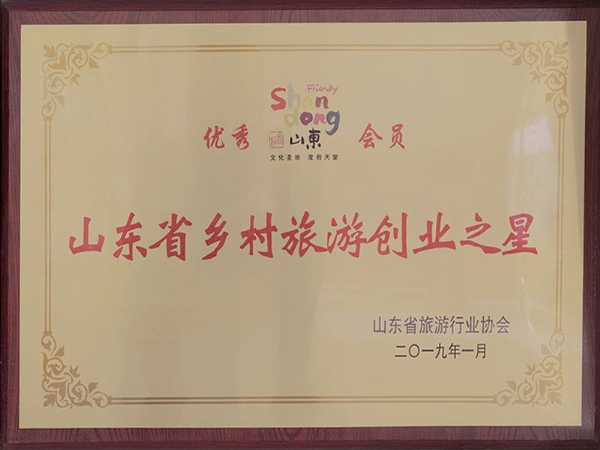 Friendly
Shan
dong
优秀 山東 会员
文化圣地 度假天堂
山东省乡村旅游创业之星
山东省旅游行业协会
二〇一九年一月